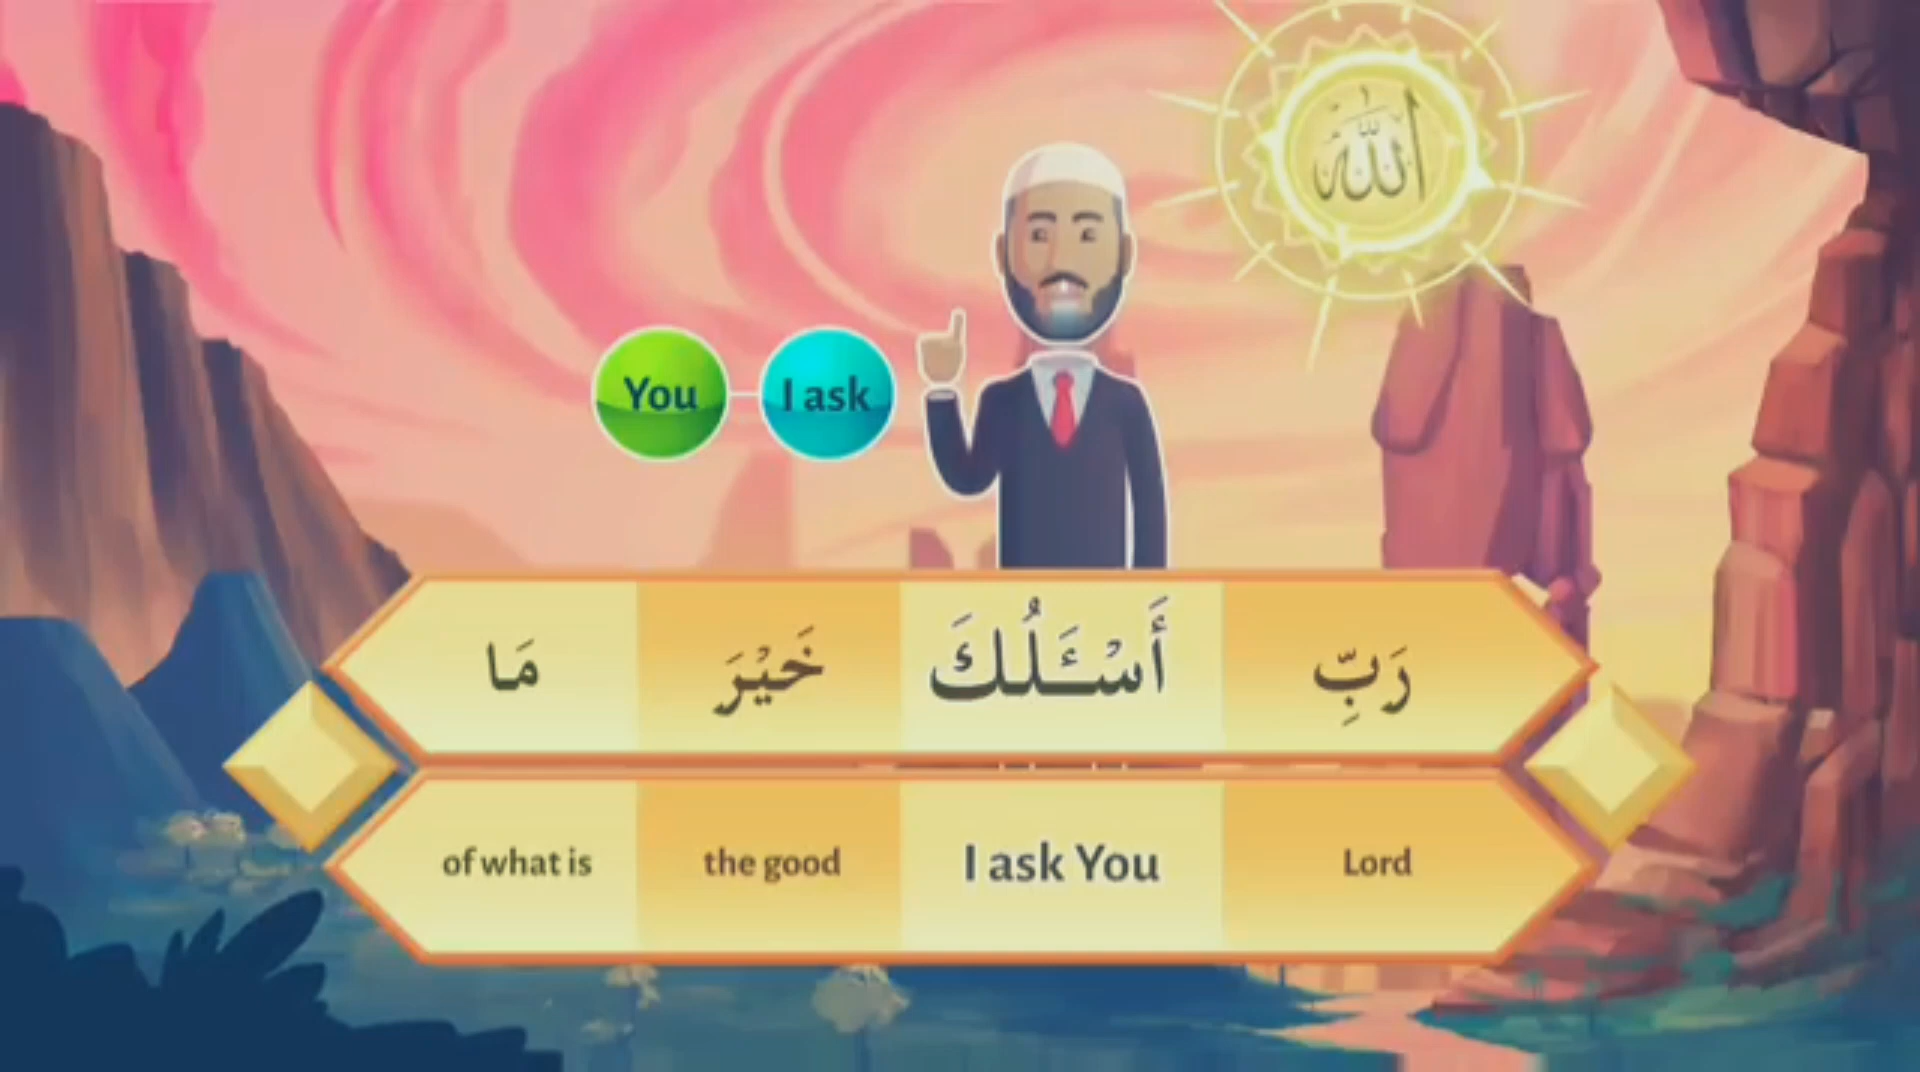 الله
You I ask
رَبِّ أَسْـَٔلُكَ خَيْرَ مَا
of what is the good I ask You Lord